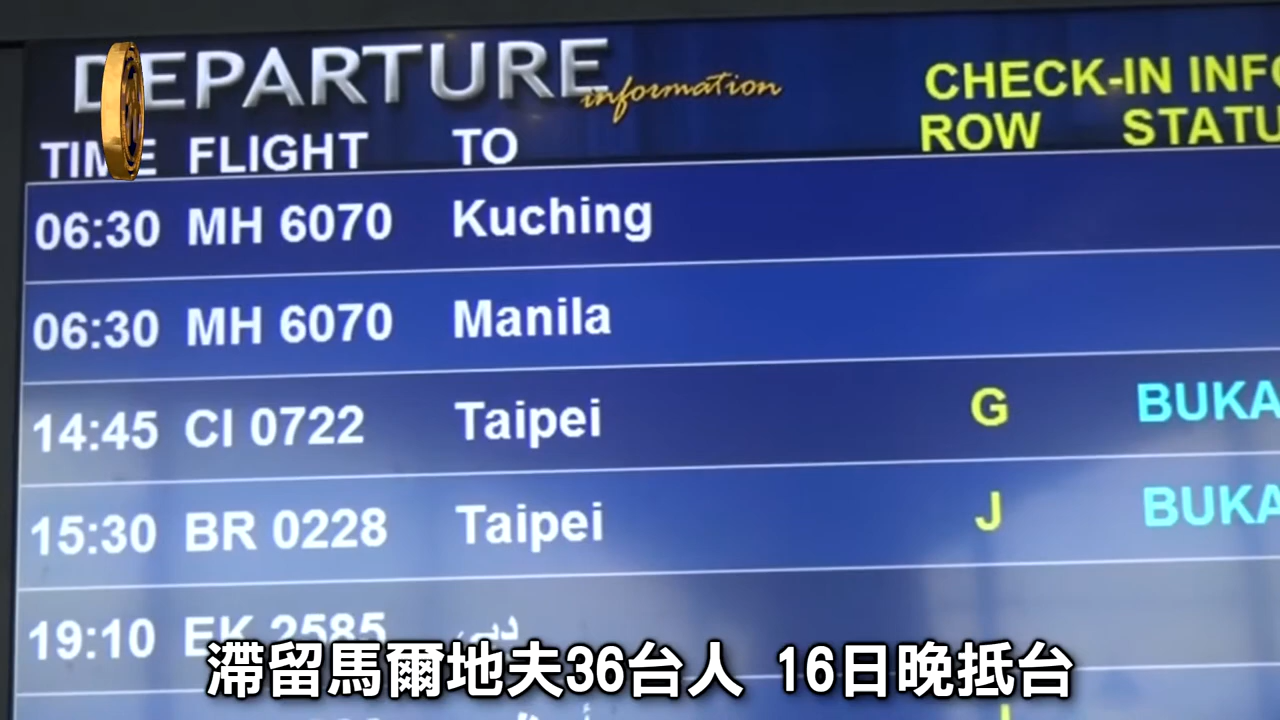 DEPARTURE information
CHECK-IN INFO
TIME FLIGHT TO ROW STATU
06:30 MH 6070 Kuching
06:30 MH 6070 Manila
14:45 CI 0722 Taipei G BUKA
15:30 BR 0228 Taipei J BUKA
19:10 EK 2585 دبي
滯留馬爾地夫36台人 16日晚抵台